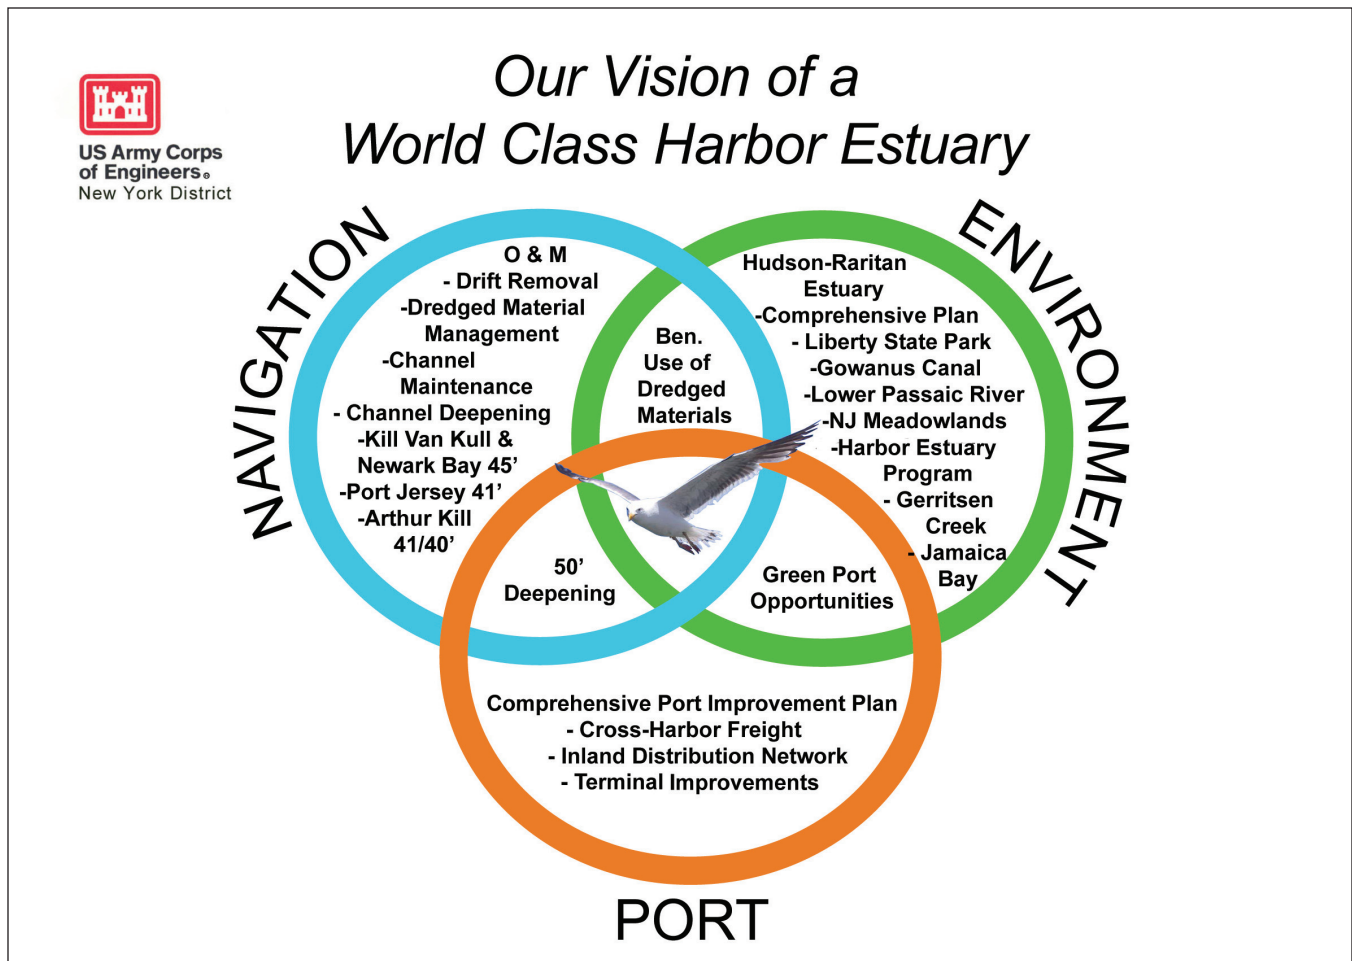 Our Vision of a
World Class Harbor Estuary
US Army Corps
of Engineers®
New York District
NAVIGATION
O & M
- Drift Removal
-Dredged Material
Management
-Channel
Maintenance
- Channel Deepening
-Kill Van Kull &
Newark Bay 45’
-Port Jersey 41’
-Arthur Kill
41/40’
Ben.
Use of
Dredged
Materials
ENVIRONMENT
Hudson-Raritan
Estuary
-Comprehensive Plan
- Liberty State Park
-Gowanus Canal
-Lower Passaic River
-NJ Meadowlands
-Harbor Estuary
Program
- Gerritsen
Creek
- Jamaica
Bay
50’
Deepening
Green Port
Opportunities
Comprehensive Port Improvement Plan
- Cross-Harbor Freight
- Inland Distribution Network
- Terminal Improvements
PORT